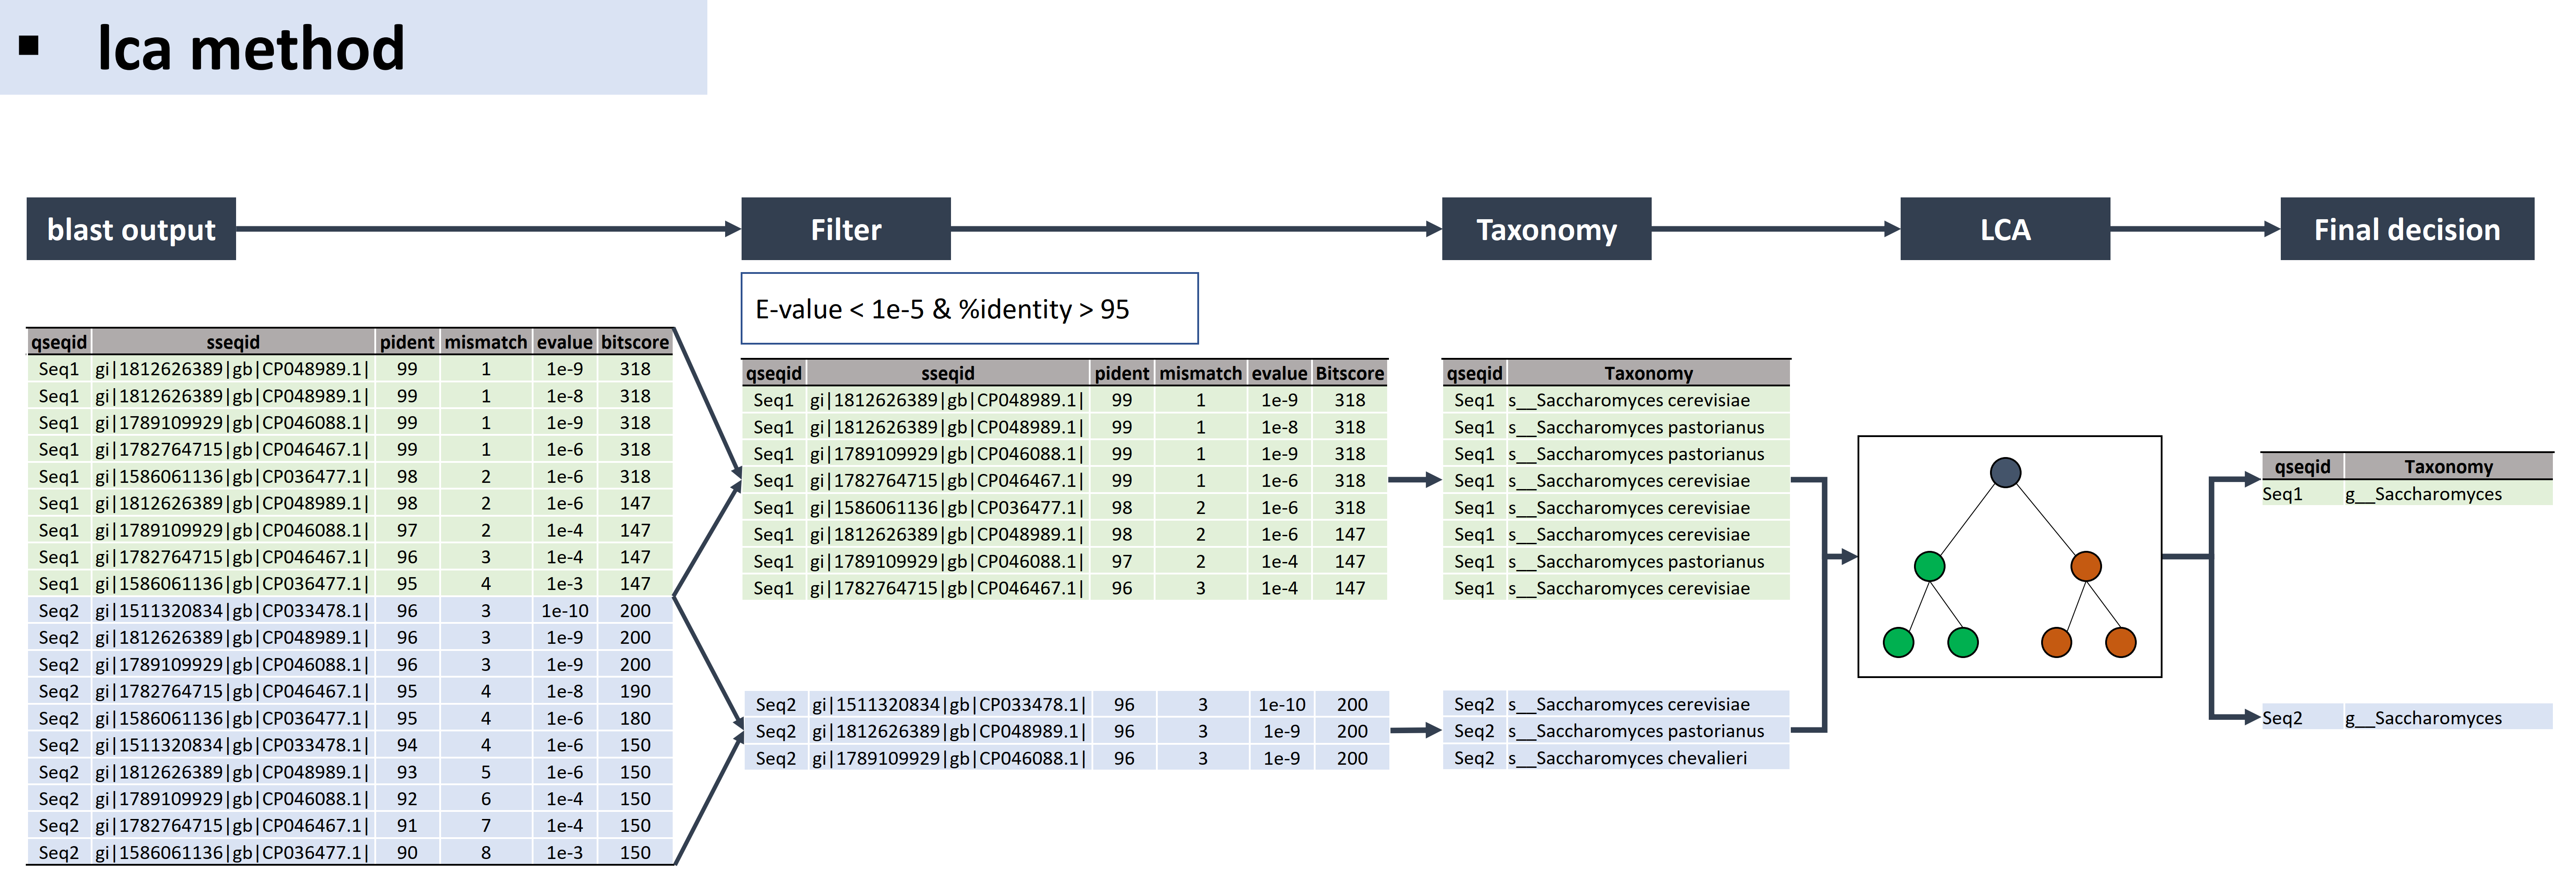 ▪ lca method
blast output
Filter
Taxonomy
LCA
Final decision
E-value < 1e-5 & %identity > 95
qseqid sseqid pident mismatch evalue bitscore
Seq1 gi|1812626389|gb|CP048989.1| 99 1 1e-9 318
Seq1 gi|1812626389|gb|CP048989.1| 99 1 1e-8 318
Seq1 gi|1789109929|gb|CP046088.1| 99 1 1e-9 318
Seq1 gi|1782764715|gb|CP046467.1| 99 1 1e-6 318
Seq1 gi|1586061136|gb|CP036477.1| 98 2 1e-6 318
Seq1 gi|1812626389|gb|CP048989.1| 98 2 1e-6 147
Seq1 gi|1789109929|gb|CP046088.1| 97 2 1e-4 147
Seq1 gi|1782764715|gb|CP046467.1| 96 3 1e-4 147
Seq1 gi|1586061136|gb|CP036477.1| 95 4 1e-3 147
Seq2 gi|1511320834|gb|CP033478.1| 96 3 1e-10 200
Seq2 gi|1812626389|gb|CP048989.1| 96 3 1e-9 200
Seq2 gi|1789109929|gb|CP046088.1| 96 3 1e-9 200
Seq2 gi|1782764715|gb|CP046467.1| 95 4 1e-8 190
Seq2 gi|1586061136|gb|CP036477.1| 95 4 1e-6 180
Seq2 gi|1511320834|gb|CP033478.1| 94 4 1e-6 150
Seq2 gi|1812626389|gb|CP048989.1| 93 5 1e-6 150
Seq2 gi|1789109929|gb|CP046088.1| 92 6 1e-4 150
Seq2 gi|1782764715|gb|CP046467.1| 91 7 1e-4 150
Seq2 gi|1586061136|gb|CP036477.1| 90 8 1e-3 150
qseqid sseqid pident mismatch evalue Bitscore
Seq1 gi|1812626389|gb|CP048989.1| 99 1 1e-9 318
Seq1 gi|1812626389|gb|CP048989.1| 99 1 1e-8 318
Seq1 gi|1789109929|gb|CP046088.1| 99 1 1e-9 318
Seq1 gi|1782764715|gb|CP046467.1| 99 1 1e-6 318
Seq1 gi|1586061136|gb|CP036477.1| 98 2 1e-6 318
Seq1 gi|1812626389|gb|CP048989.1| 98 2 1e-6 147
Seq1 gi|1789109929|gb|CP046088.1| 97 2 1e-4 147
Seq1 gi|1782764715|gb|CP046467.1| 96 3 1e-4 147
Seq2 gi|1511320834|gb|CP033478.1| 96 3 1e-10 200
Seq2 gi|1812626389|gb|CP048989.1| 96 3 1e-9 200
Seq2 gi|1789109929|gb|CP046088.1| 96 3 1e-9 200
qseqid Taxonomy
Seq1 s__Saccharomyces cerevisiae
Seq1 s__Saccharomyces pastorianus
Seq1 s__Saccharomyces pastorianus
Seq1 s__Saccharomyces cerevisiae
Seq1 s__Saccharomyces cerevisiae
Seq1 s__Saccharomyces cerevisiae
Seq1 s__Saccharomyces pastorianus
Seq1 s__Saccharomyces cerevisiae
Seq2 s__Saccharomyces cerevisiae
Seq2 s__Saccharomyces pastorianus
Seq2 s__Saccharomyces chevalieri
qseqid Taxonomy
Seq1 g__Saccharomyces
Seq2 g__Saccharomyces